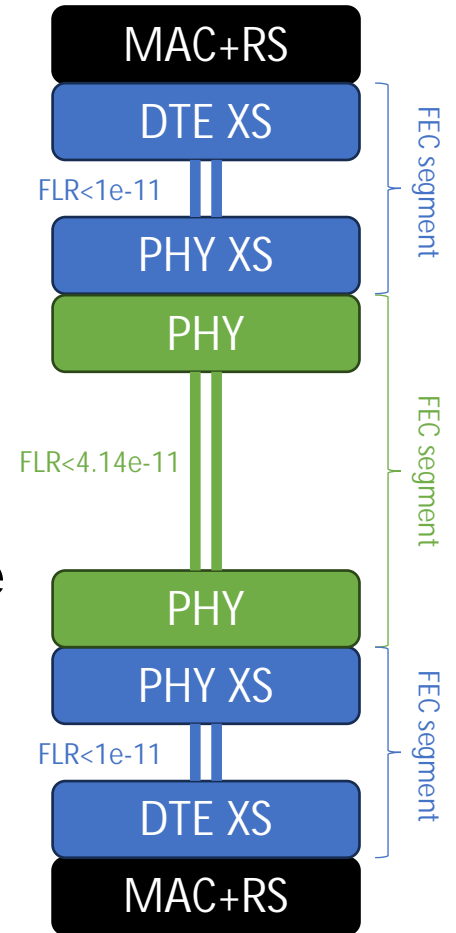 MAC+RS
DTE XS
FEC segment
FLR<1e-11
PHY XS
PHY
FEC segment
FLR<4.14e-11
e
PHY
PHY XS
FEC segment
FLR<1e-11
DTE XS
MAC+RS